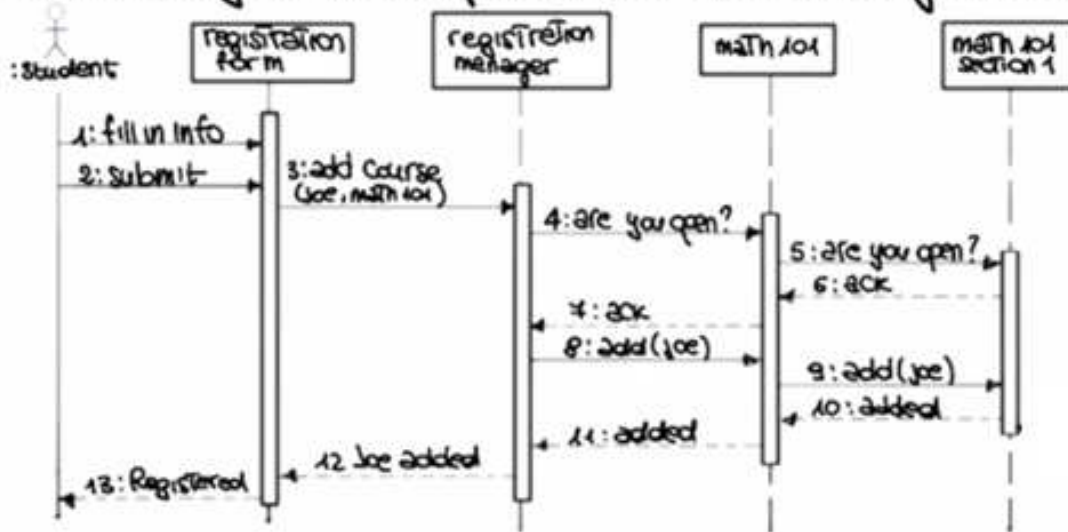 :student
registration
form
registretion
manager
math 101
math 101
section 1
1: fill in info
2: submit
3: add course
(joe, math 101)
4: are you open?
5: are you open?
6: ack
7: ack
8: add (joe)
9: add (joe)
10: added
11: added
12 Joe added
13: Registered